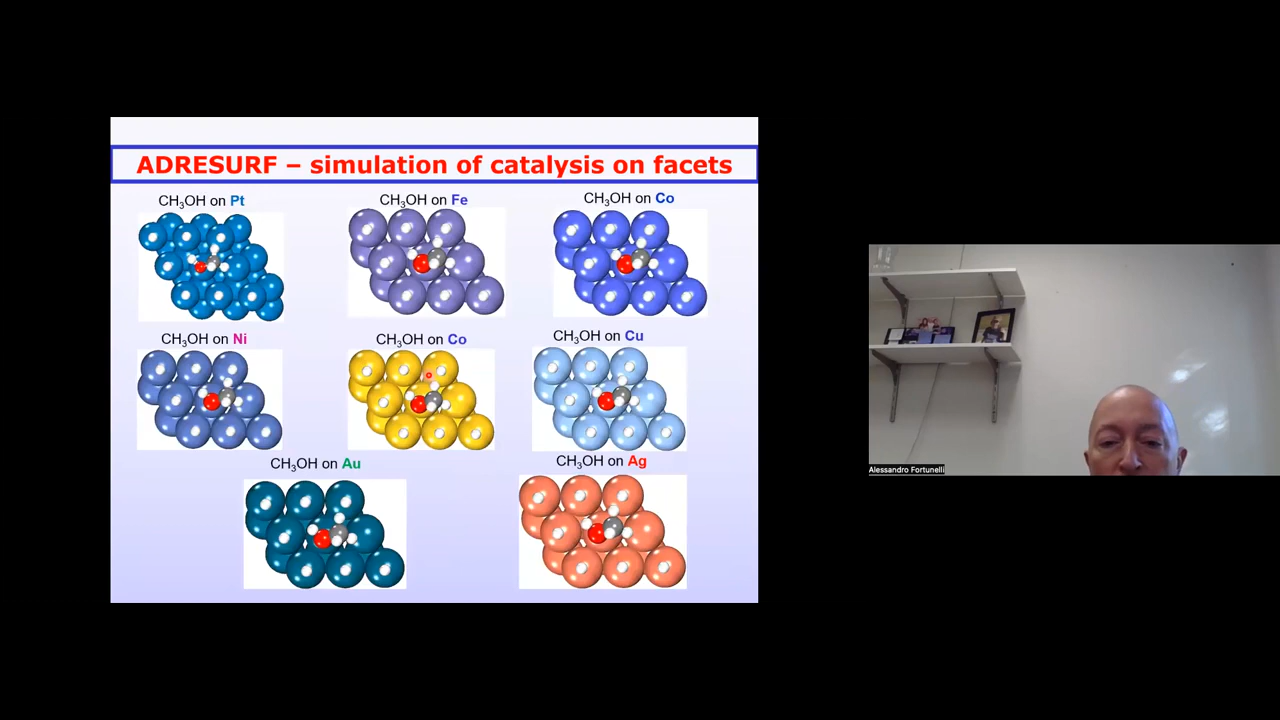 ADRESURF – simulation of catalysis on facets
CH₃OH on Pt
CH₃OH on Fe
CH₃OH on Co
CH₃OH on Ni
CH₃OH on Co
CH₃OH on Cu
CH₃OH on Au
CH₃OH on Ag
Alessandro Fortunelli